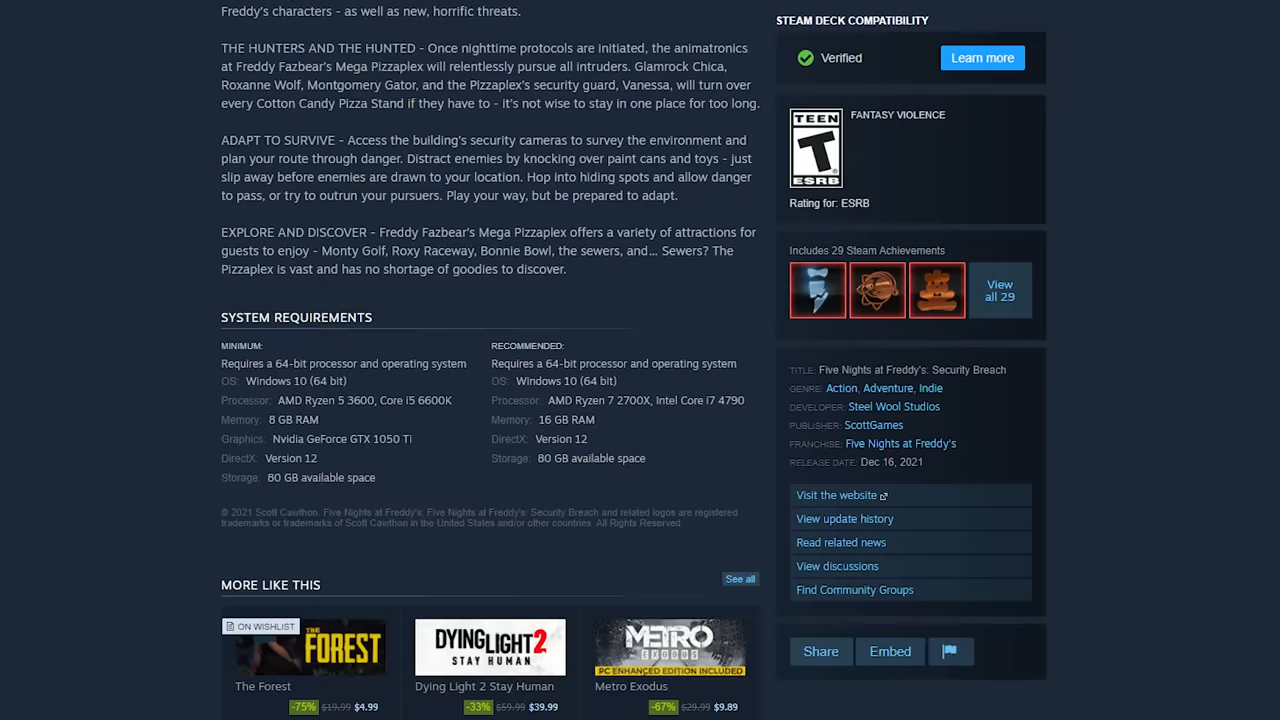 Freddy's characters - as well as new, horrific threats.
THE HUNTERS AND THE HUNTED - Once nighttime protocols are initiated, the animatronics
at Freddy Fazbear's Mega Pizzaplex will relentlessly pursue all intruders. Glamrock Chica,
Roxanne Wolf, Montgomery Gator, and the Pizzaplex's security guard, Vanessa, will turn over
every Cotton Candy Pizza Stand if they have to - it's not wise to stay in one place for too long.
ADAPT TO SURVIVE - Access the building's security cameras to survey the environment and
plan your route through danger. Distract enemies by knocking over paint cans and toys - just
slip away before enemies are drawn to your location. Hop into hiding spots and allow danger
to pass, or try to outrun your pursuers. Play your way, but be prepared to adapt.
EXPLORE AND DISCOVER - Freddy Fazbear's Mega Pizzaplex offers a variety of attractions for
guests to enjoy - Monty Golf, Roxy Raceway, Bonnie Bowl, the sewers, and... Sewers? The
Pizzaplex is vast and has no shortage of goodies to discover.
SYSTEM REQUIREMENTS
MINIMUM:
Requires a 64-bit processor and operating system
OS: Windows 10 (64 bit)
Processor: AMD Ryzen 5 3600, Core i5 6600K
Memory: 8 GB RAM
Graphics: Nvidia GeForce GTX 1050 Ti
DirectX: Version 12
Storage: 80 GB available space
RECOMMENDED:
Requires a 64-bit processor and operating system
OS: Windows 10 (64 bit)
Processor: AMD Ryzen 7 2700X, Intel Core i7 4790
Memory: 16 GB RAM
DirectX: Version 12
Storage: 80 GB available space
© 2021 Scott Cawthon. Five Nights at Freddy's; Five Nights at Freddy's: Security Breach and related logos are registered
trademarks or trademarks of Scott Cawthon in the United States and/or other countries. All Rights Reserved.
MORE LIKE THIS
See all
ON WISHLIST
THE FOREST
The Forest
-75% $19.99 $4.99
DYING LIGHT 2
STAY HUMAN
Dying Light 2 Stay Human
-33% $59.99 $39.99
METRO
EXODUS
PC ENHANCED EDITION INCLUDED
Metro Exodus
-67% $29.99 $9.89
STEAM DECK COMPATIBILITY
Verified
Learn more
TEEN
T
ESRB
FANTASY VIOLENCE
Rating for: ESRB
Includes 29 Steam Achievements
View
all 29
TITLE: Five Nights at Freddy's: Security Breach
GENRE: Action, Adventure, Indie
DEVELOPER: Steel Wool Studios
PUBLISHER: ScottGames
FRANCHISE: Five Nights at Freddy's
RELEASE DATE: Dec 16, 2021
Visit the website
View update history
Read related news
View discussions
Find Community Groups
Share
Embed